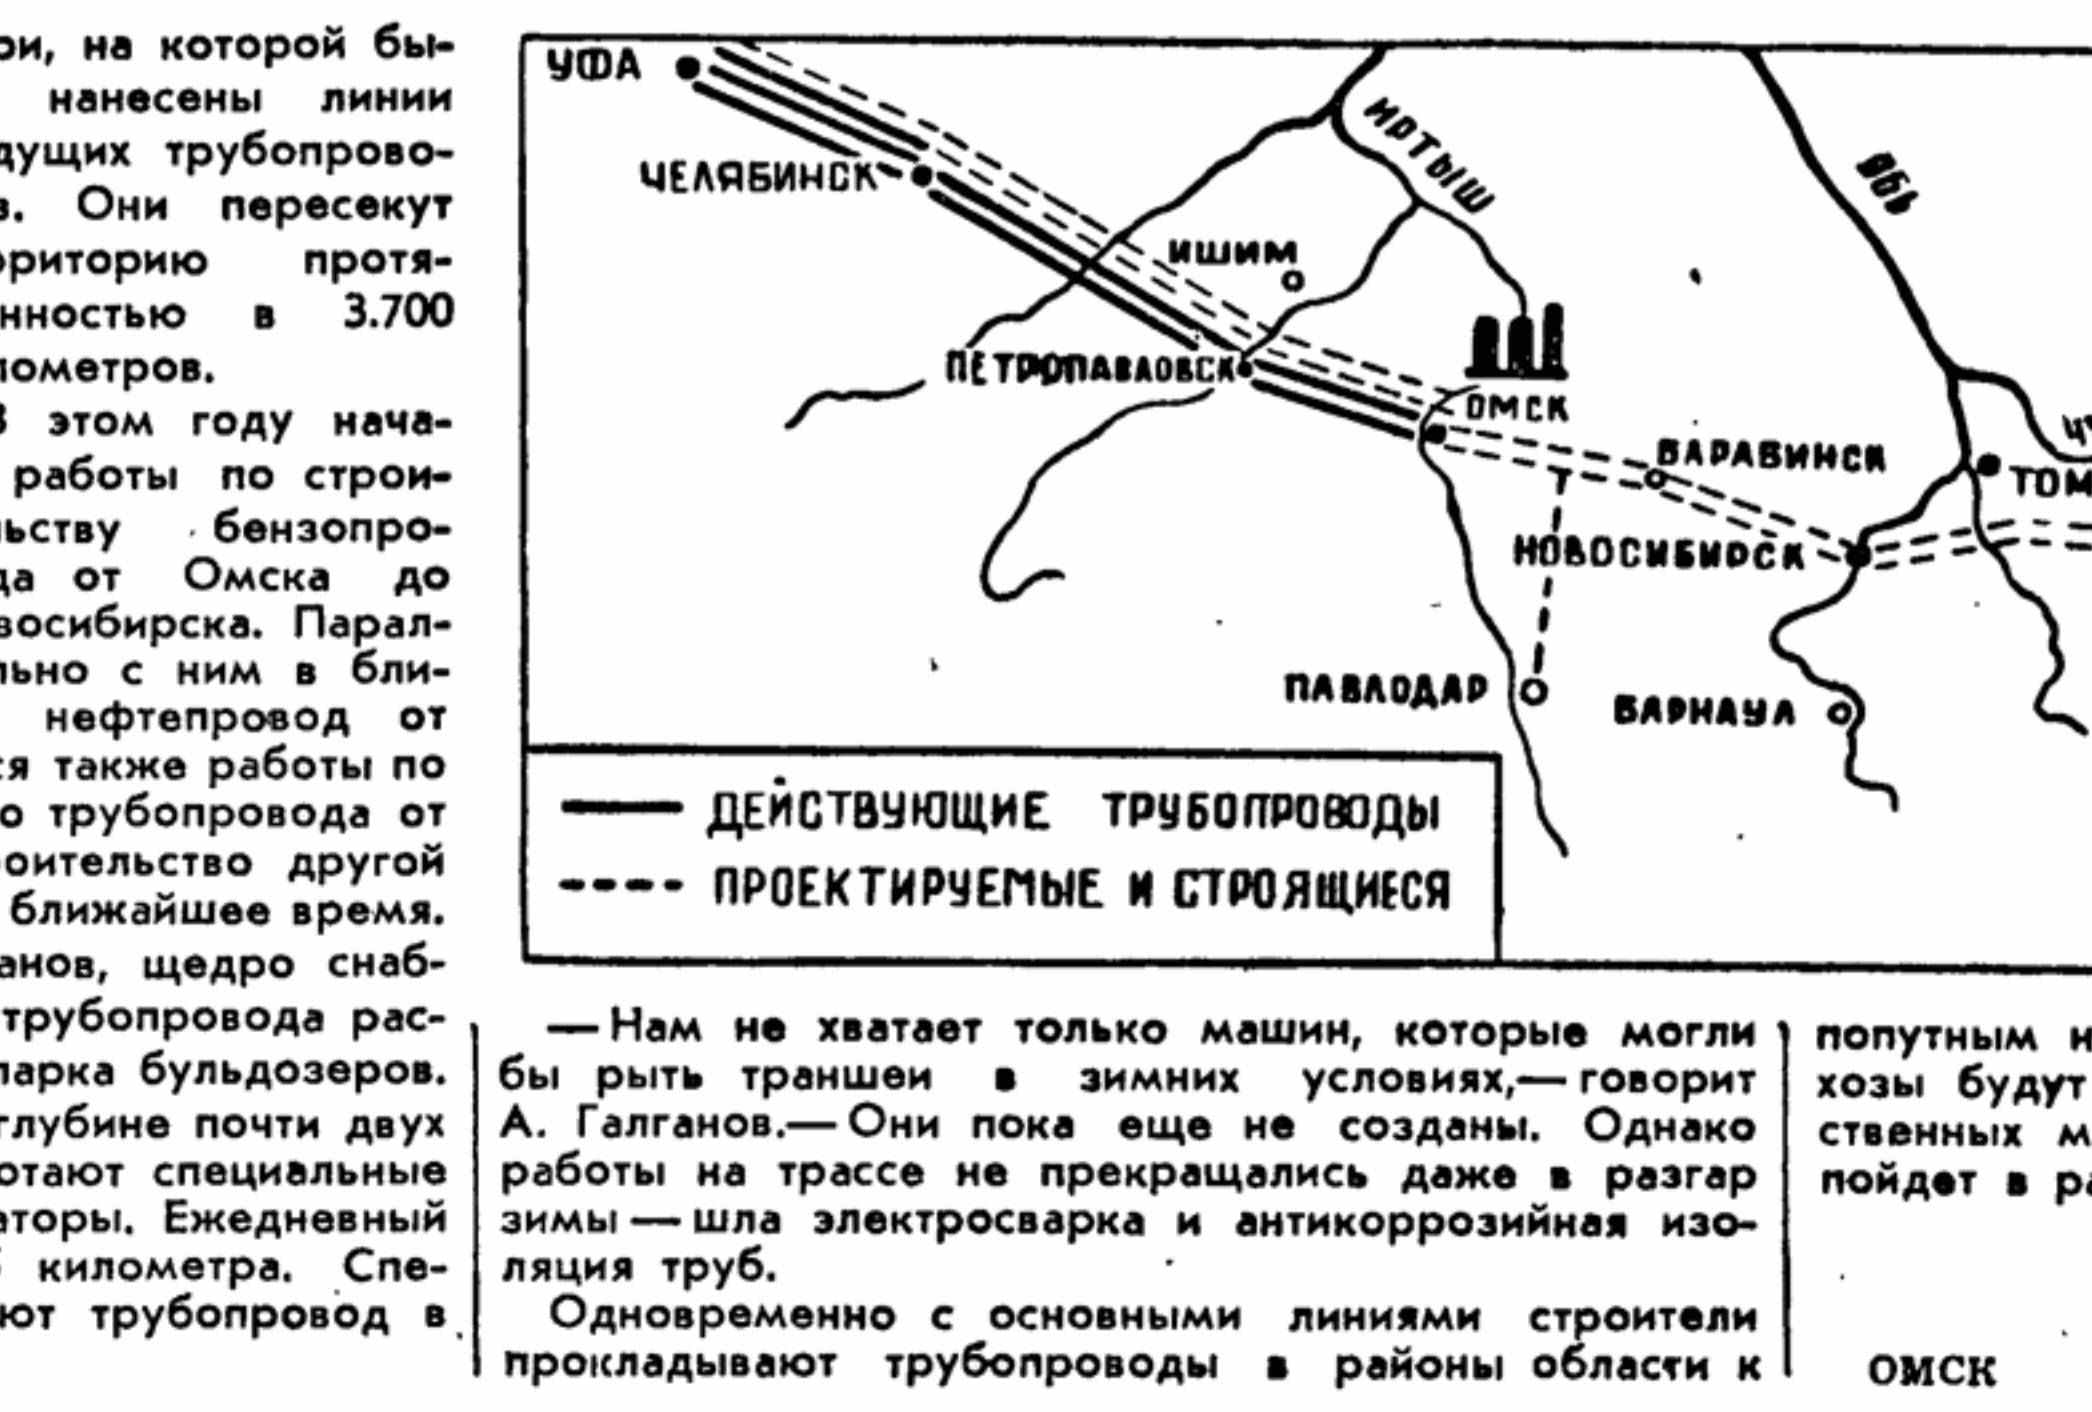 ри, на которой бы-
нанесены линии
дущих трубопрово-
в. Они пересекут
рриторию протя-
нностью в 3.700
лометров.
В этом году нача-
работы по строи-
льству бензопро-
да от Омска до
восибирска. Парал-
льно с ним в бли-
нефтепровод от
ся также работы по
о трубопровода от
роительство другой
ближайшее время.
анов, щедро снаб-
трубопровода рас-
парка бульдозеров.
глубине почти двух
отают специальные
аторы. Ежедневный
километра. Спе-
ют трубопровод в
УФА
ЧЕЛЯБИНСК
ИРТЫШ
ОБЬ
ИШИМ
ПЕТРОПАВЛОВСК
ОМСК
БАРАБИНСК
ЧУ
ТОМ
НОВОСИБИРСК
ПАВЛОДАР
БАРНАУЛ
ДЕЙСТВУЮЩИЕ ТРУБОПРОВОДЫ
ПРОЕКТИРУЕМЫЕ И СТРОЯЩИЕСЯ
— Нам не хватает только машин, которые могли
бы рыть траншеи в зимних условиях,— говорит
А. Галганов.— Они пока еще не созданы. Однако
работы на трассе не прекращались даже в разгар
зимы — шла электросварка и антикоррозийная изо-
ляция труб.
Одновременно с основными линиями строители
прокладывают трубопроводы в районы области к
попутным н
хозы будут
ственных м
пойдет в ра
ОМСК